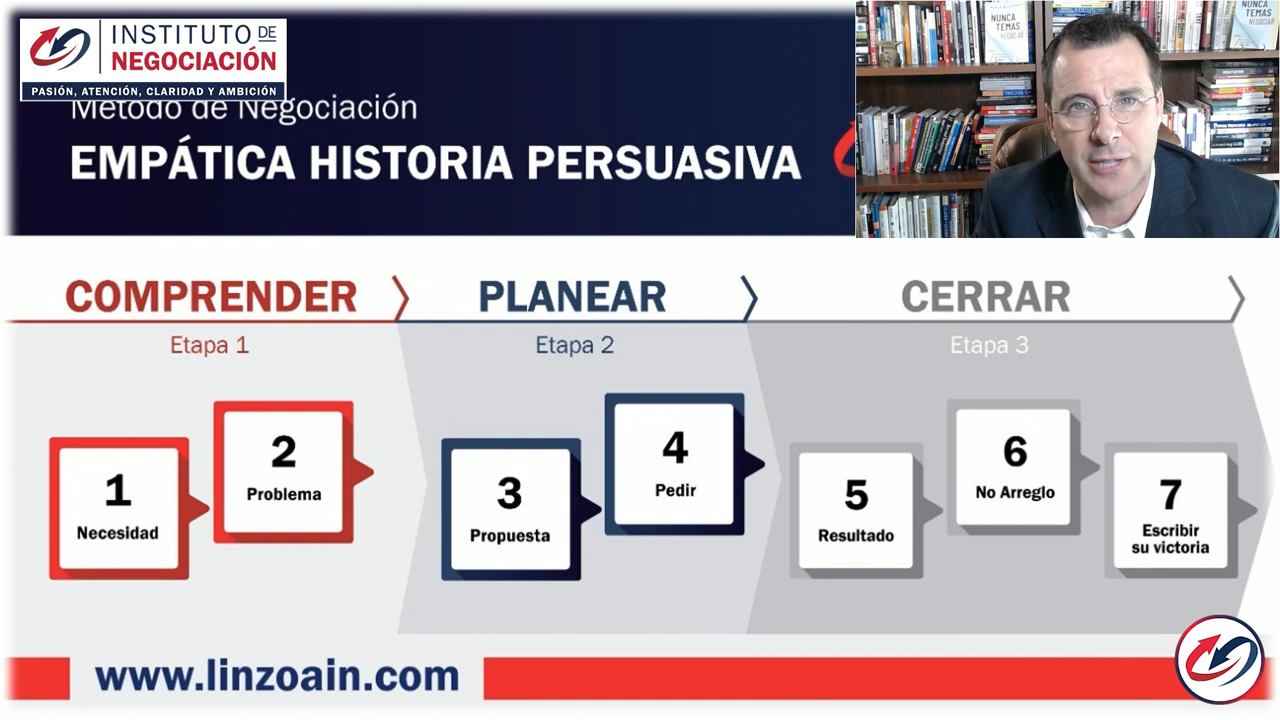 INSTITUTO DE
NEGOCIACIÓN
PASIÓN, ATENCIÓN, CLARIDAD Y AMBICIÓN
Método de Negociación
EMPÁTICA HISTORIA PERSUASIVA
NUNCA
TEMAS
NEGOCIAR
COMPRENDER
PLANEAR
CERRAR
Etapa 1
Etapa 2
Etapa 3
1
Necesidad
2
Problema
3
Propuesta
4
Pedir
5
Resultado
6
No Arreglo
7
Escribir
su victoria
www.linzoain.com